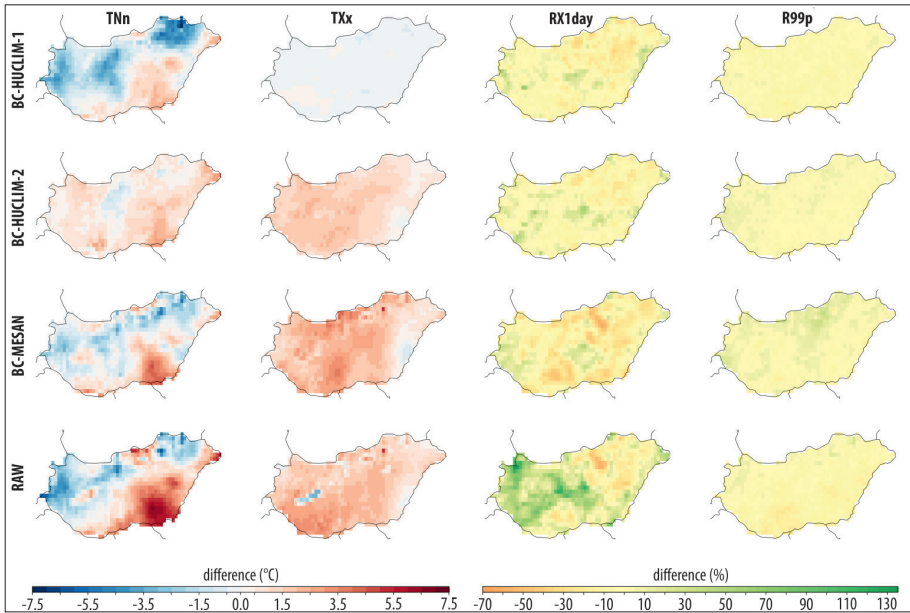 TNn TXx RX1day R99p
BC-HUCLIM-1
BC-HUCLIM-2
BC-MESAN
RAW
difference (°C) difference (%)
-7.5 -5.5 -3.5 -1.5 0.0 1.5 3.5 5.5 7.5 -70 -50 -30 -10 10 30 50 70 90 110 130